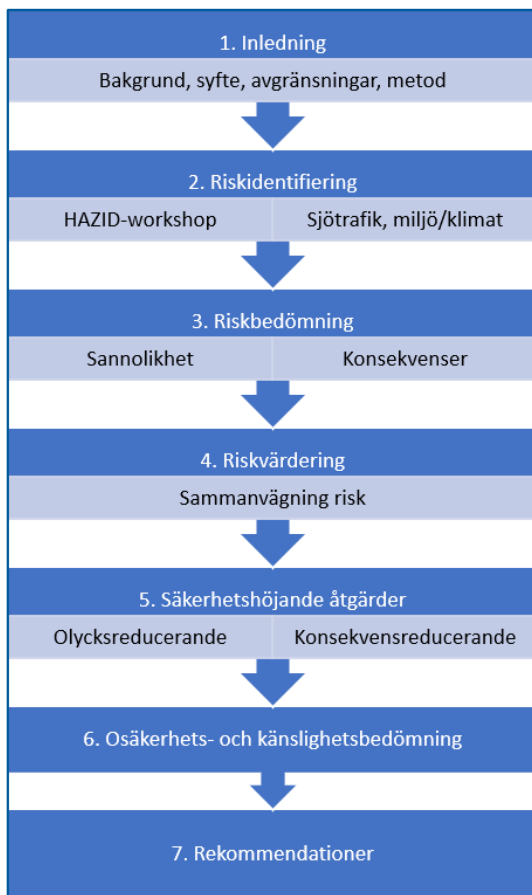 1. Inledning
Bakgrund, syfte, avgränsningar, metod
2. Riskidentifiering
HAZID-workshop
Sjötrafik, miljö/klimat
3. Riskbedömning
Sannolikhet
Konsekvenser
4. Riskvärdering
Sammanvägning risk
5. Säkerhetshöjande åtgärder
Olycksreducerande
Konsekvensreducerande
6. Osäkerhets- och känslighetsbedömning
7. Rekommendationer